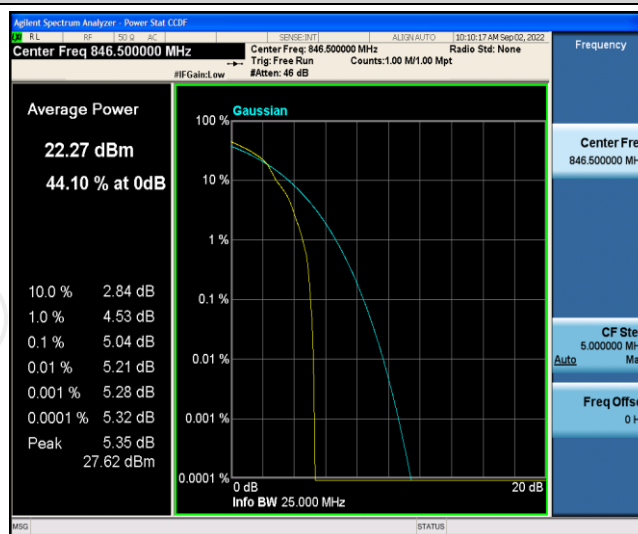 Agilent Spectrum Analyzer - Power Stat CCDF
RL RF 50 Ω AC SENSE:INT ALIGNAUTO 10:10:17 AM Sep 02, 2022
Center Freq 846.500000 MHz
Center Freq: 846.500000 MHz Radio Std: None
Trig: Free Run Counts:1.00 M/1.00 Mpt
#IFGain:Low #Atten: 46 dB
Frequency
Average Power
22.27 dBm
44.10 % at 0dB
10.0 % 2.84 dB
1.0 % 4.53 dB
0.1 % 5.04 dB
0.01 % 5.21 dB
0.001 % 5.28 dB
0.0001 % 5.32 dB
Peak 5.35 dB
27.62 dBm
Gaussian
100 %
10 %
1 %
0.1 %
0.01 %
0.001 %
0.0001 %
0 dB 20 dB
Info BW 25.000 MHz
Center Fre
846.500000 MH
CF Ste
5.000000 MH
Auto Ma
Freq Offse
0 H
MSG STATUS